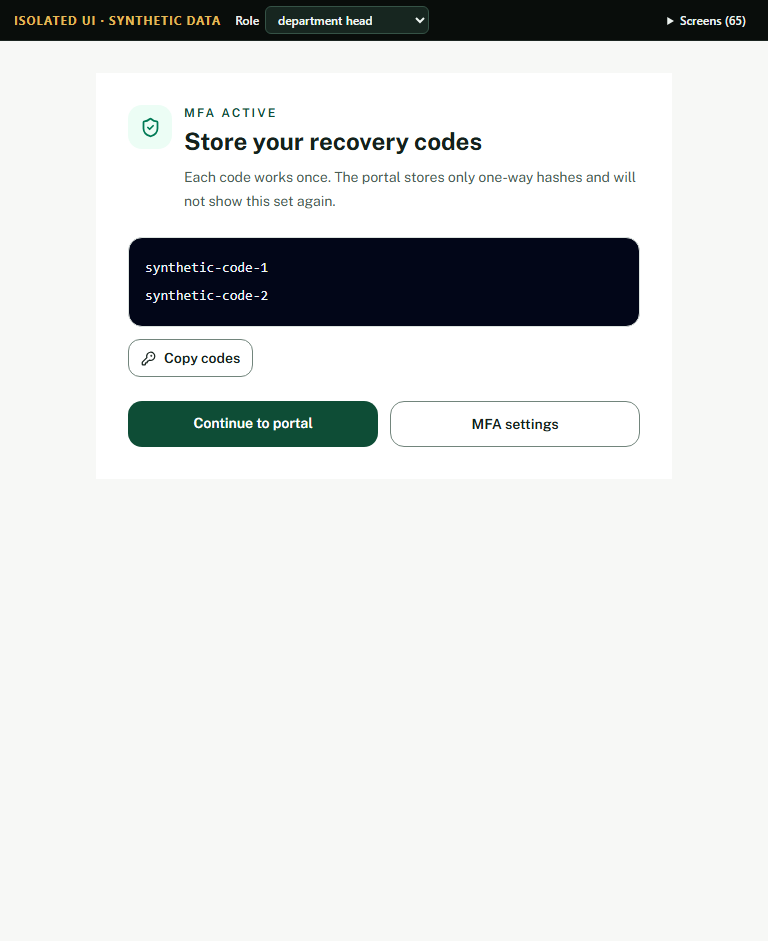 ISOLATED UI · SYNTHETIC DATA Role department head ▶ Screens (65)
MFA ACTIVE
Store your recovery codes
Each code works once. The portal stores only one-way hashes and will
not show this set again.
synthetic-code-1
synthetic-code-2
Copy codes
Continue to portal MFA settings